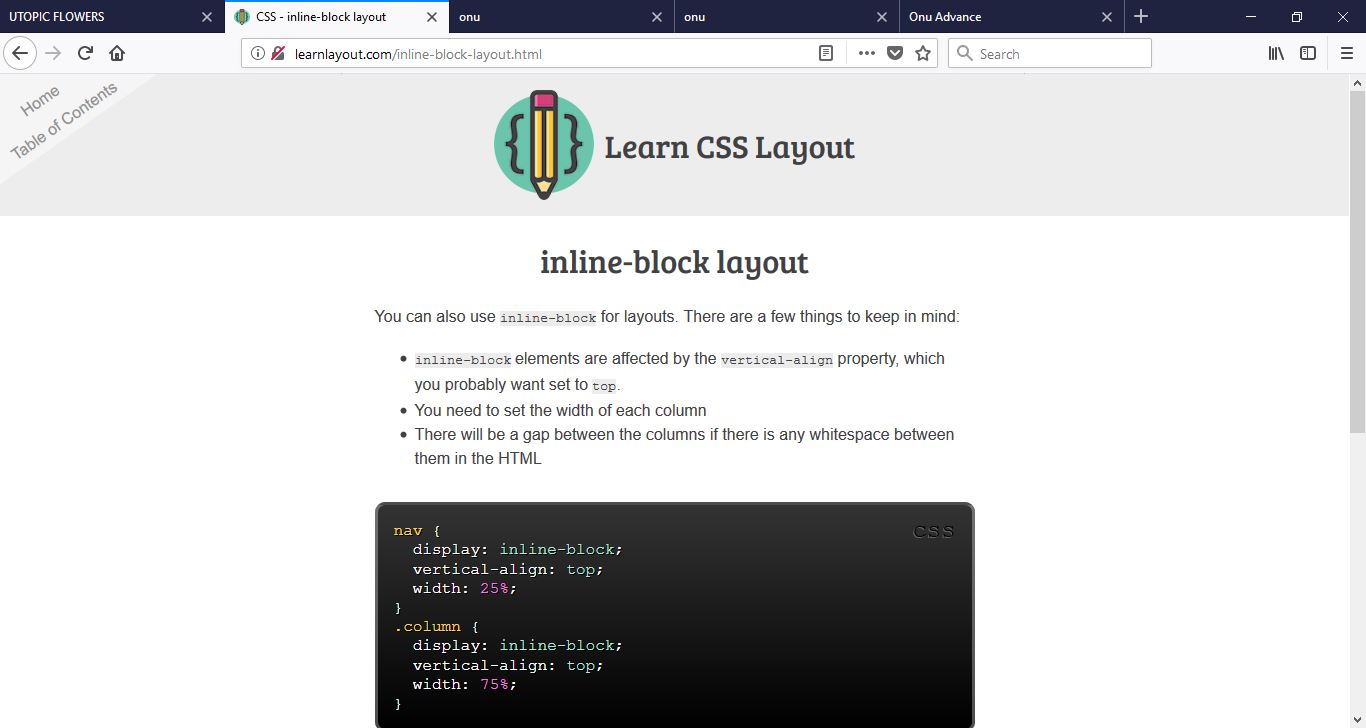 UTOPIC FLOWERS
CSS - inline-block layout
onu
onu
Onu Advance
learnlayout.com/inline-block-layout.html
Search
Home
Table of Contents
Learn CSS Layout
inline-block layout
You can also use inline-block for layouts. There are a few things to keep in mind:
inline-block elements are affected by the vertical-align property, which
you probably want set to top.
You need to set the width of each column
There will be a gap between the columns if there is any whitespace between
them in the HTML
CSS
nav {
display: inline-block;
vertical-align: top;
width: 25%;
}
.column {
display: inline-block;
vertical-align: top;
width: 75%;
}